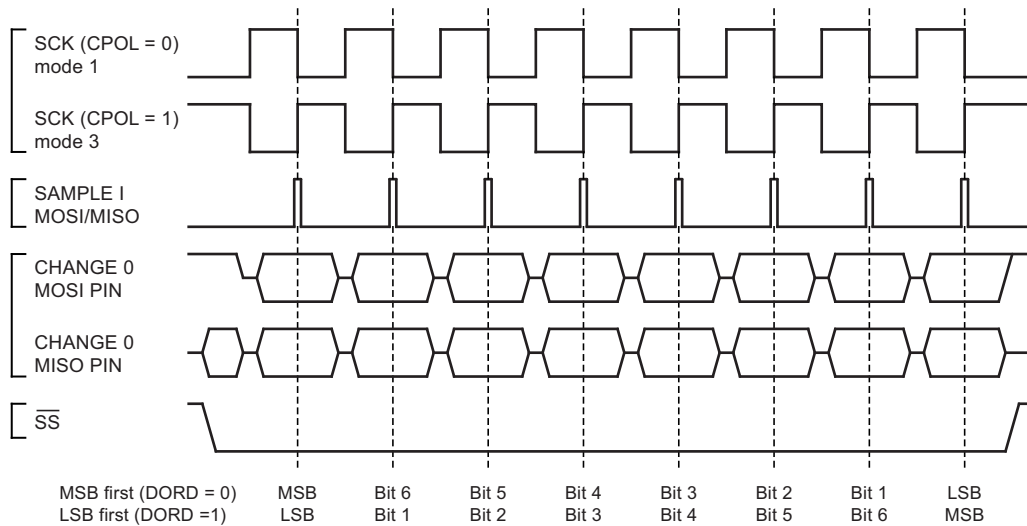 SCK (CPOL = 0)
mode 1
SCK (CPOL = 1)
mode 3
SAMPLE I
MOSI/MISO
CHANGE 0
MOSI PIN
CHANGE 0
MISO PIN
SS
MSB first (DORD = 0) MSB Bit 6 Bit 5 Bit 4 Bit 3 Bit 2 Bit 1 LSB
LSB first (DORD =1) LSB Bit 1 Bit 2 Bit 3 Bit 4 Bit 5 Bit 6 MSB